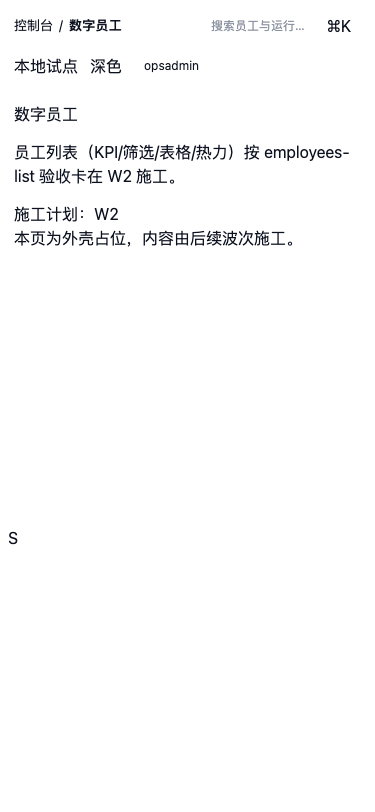 控制台 / 数字员工 搜索员工与运行... ⌘K
本地试点 深色 opsadmin
数字员工
员工列表（KPI/筛选/表格/热力）按 employees-
list 验收卡在 W2 施工。
施工计划：W2
本页为外壳占位，内容由后续波次施工。
S